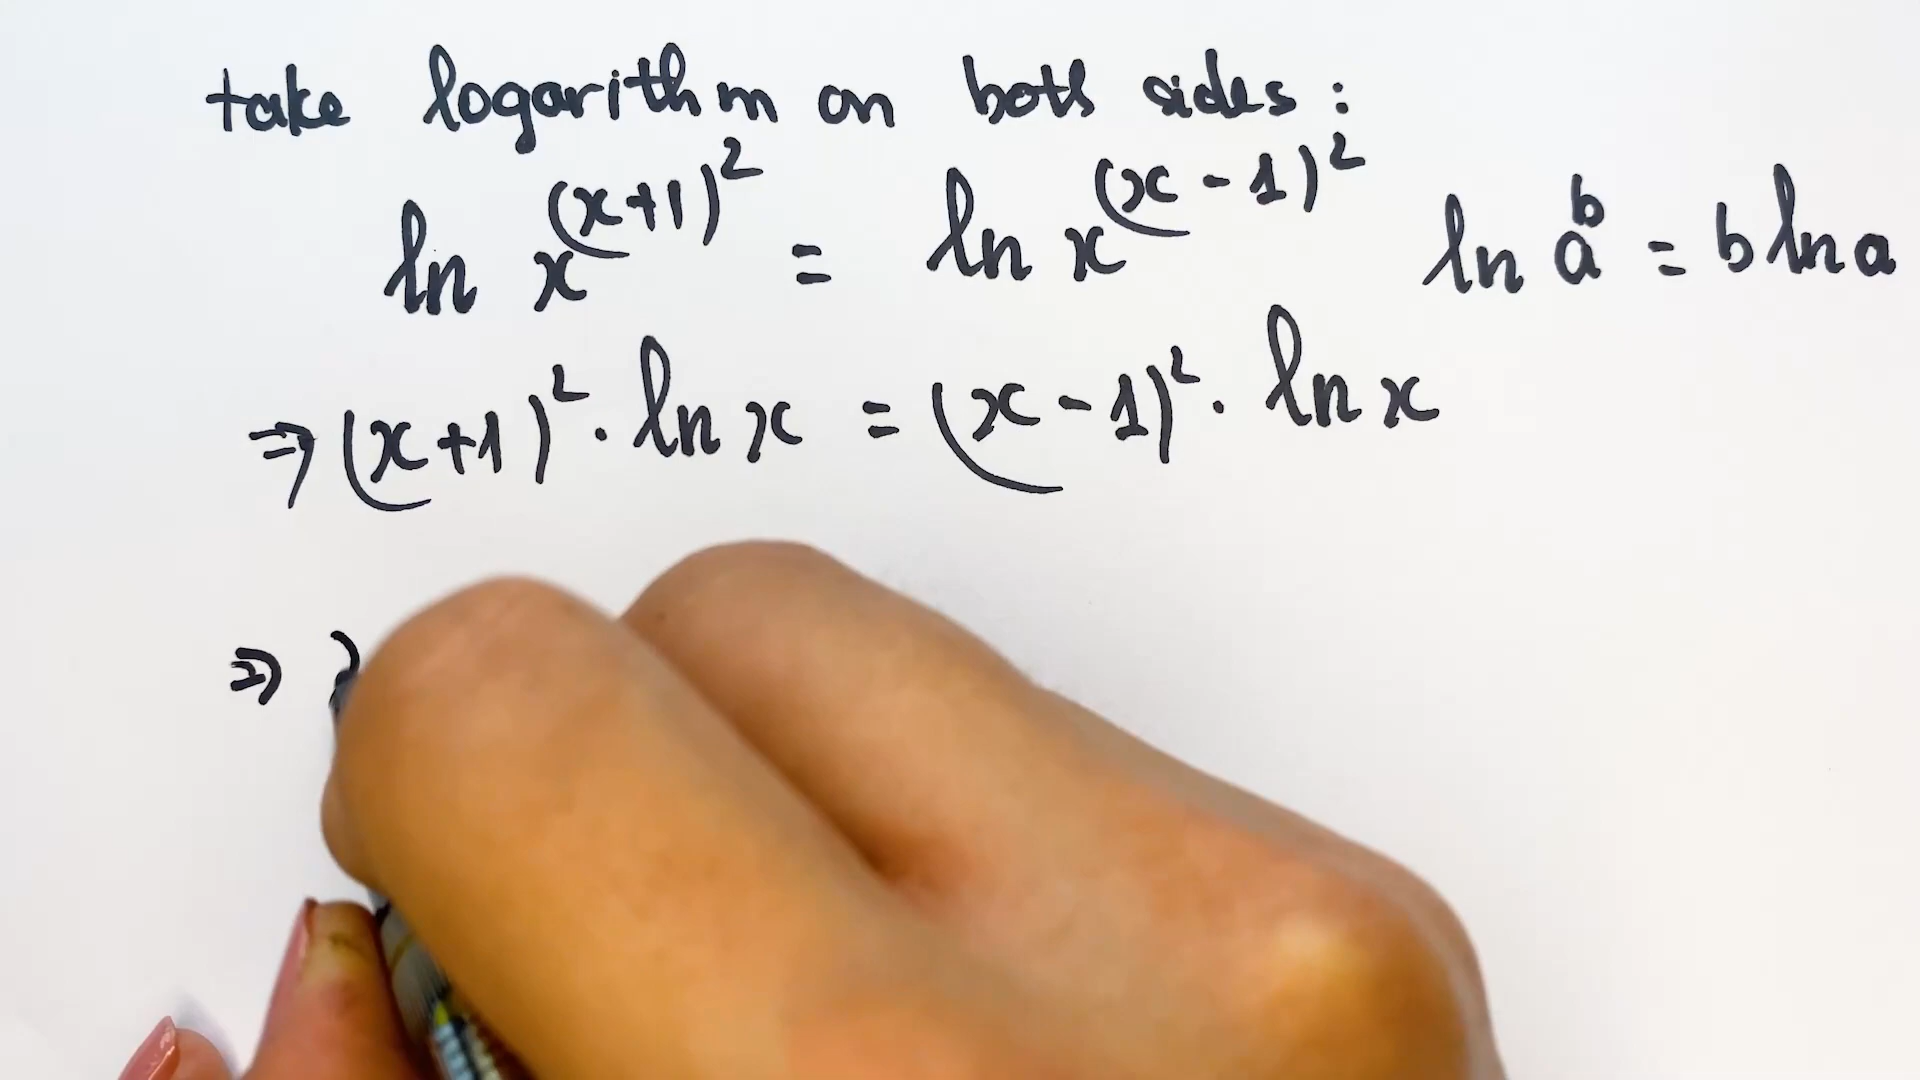 take logarithm on both sides :
ln x^(x+1)^2 = ln x^(x-1)^2 ln a^b = b ln a
⇒ (x+1)^2 . ln x = (x-1)^2 . ln x
⇒